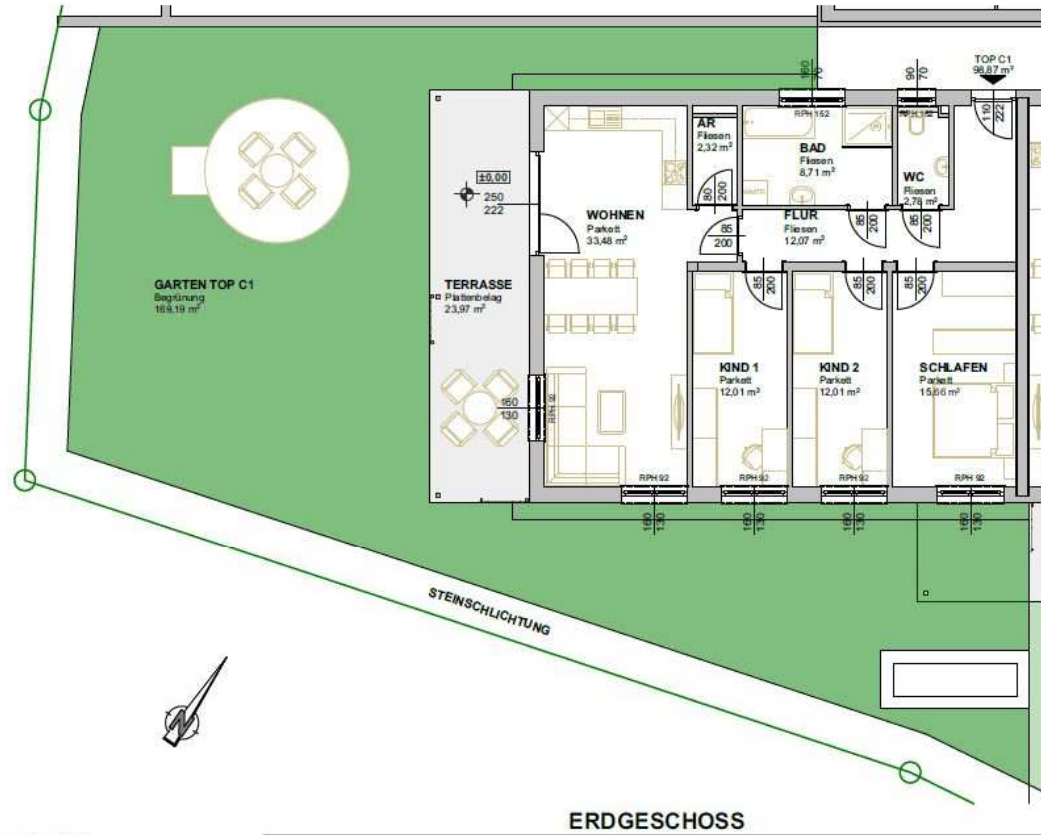 TOP C1
98,87 m²
160
70
90
70
110
222
RPH 152
RPH 152
AR
Fliesen
2,32 m²
80
200
BAD
Fliesen
8,71 m²
WC
Fliesen
2,78 m²
±0,00
250
222
WOHNEN
Parkett
33,48 m²
85
200
FLUR
Fliesen
12,07 m²
85
200
85
200
GARTEN TOP C1
Begrünung
169,19 m²
TERRASSE
Plattenbelag
23,97 m²
85
200
85
200
85
200
KIND 1
Parkett
12,01 m²
KIND 2
Parkett
12,01 m²
SCHLAFEN
Parkett
15,66 m²
160
130
RPH 92
RPH 92
RPH 92
RPH 92
RPH 92
160
130
160
130
160
130
160
130
STEINSCHLICHTUNG
N
ERDGESCHOSS